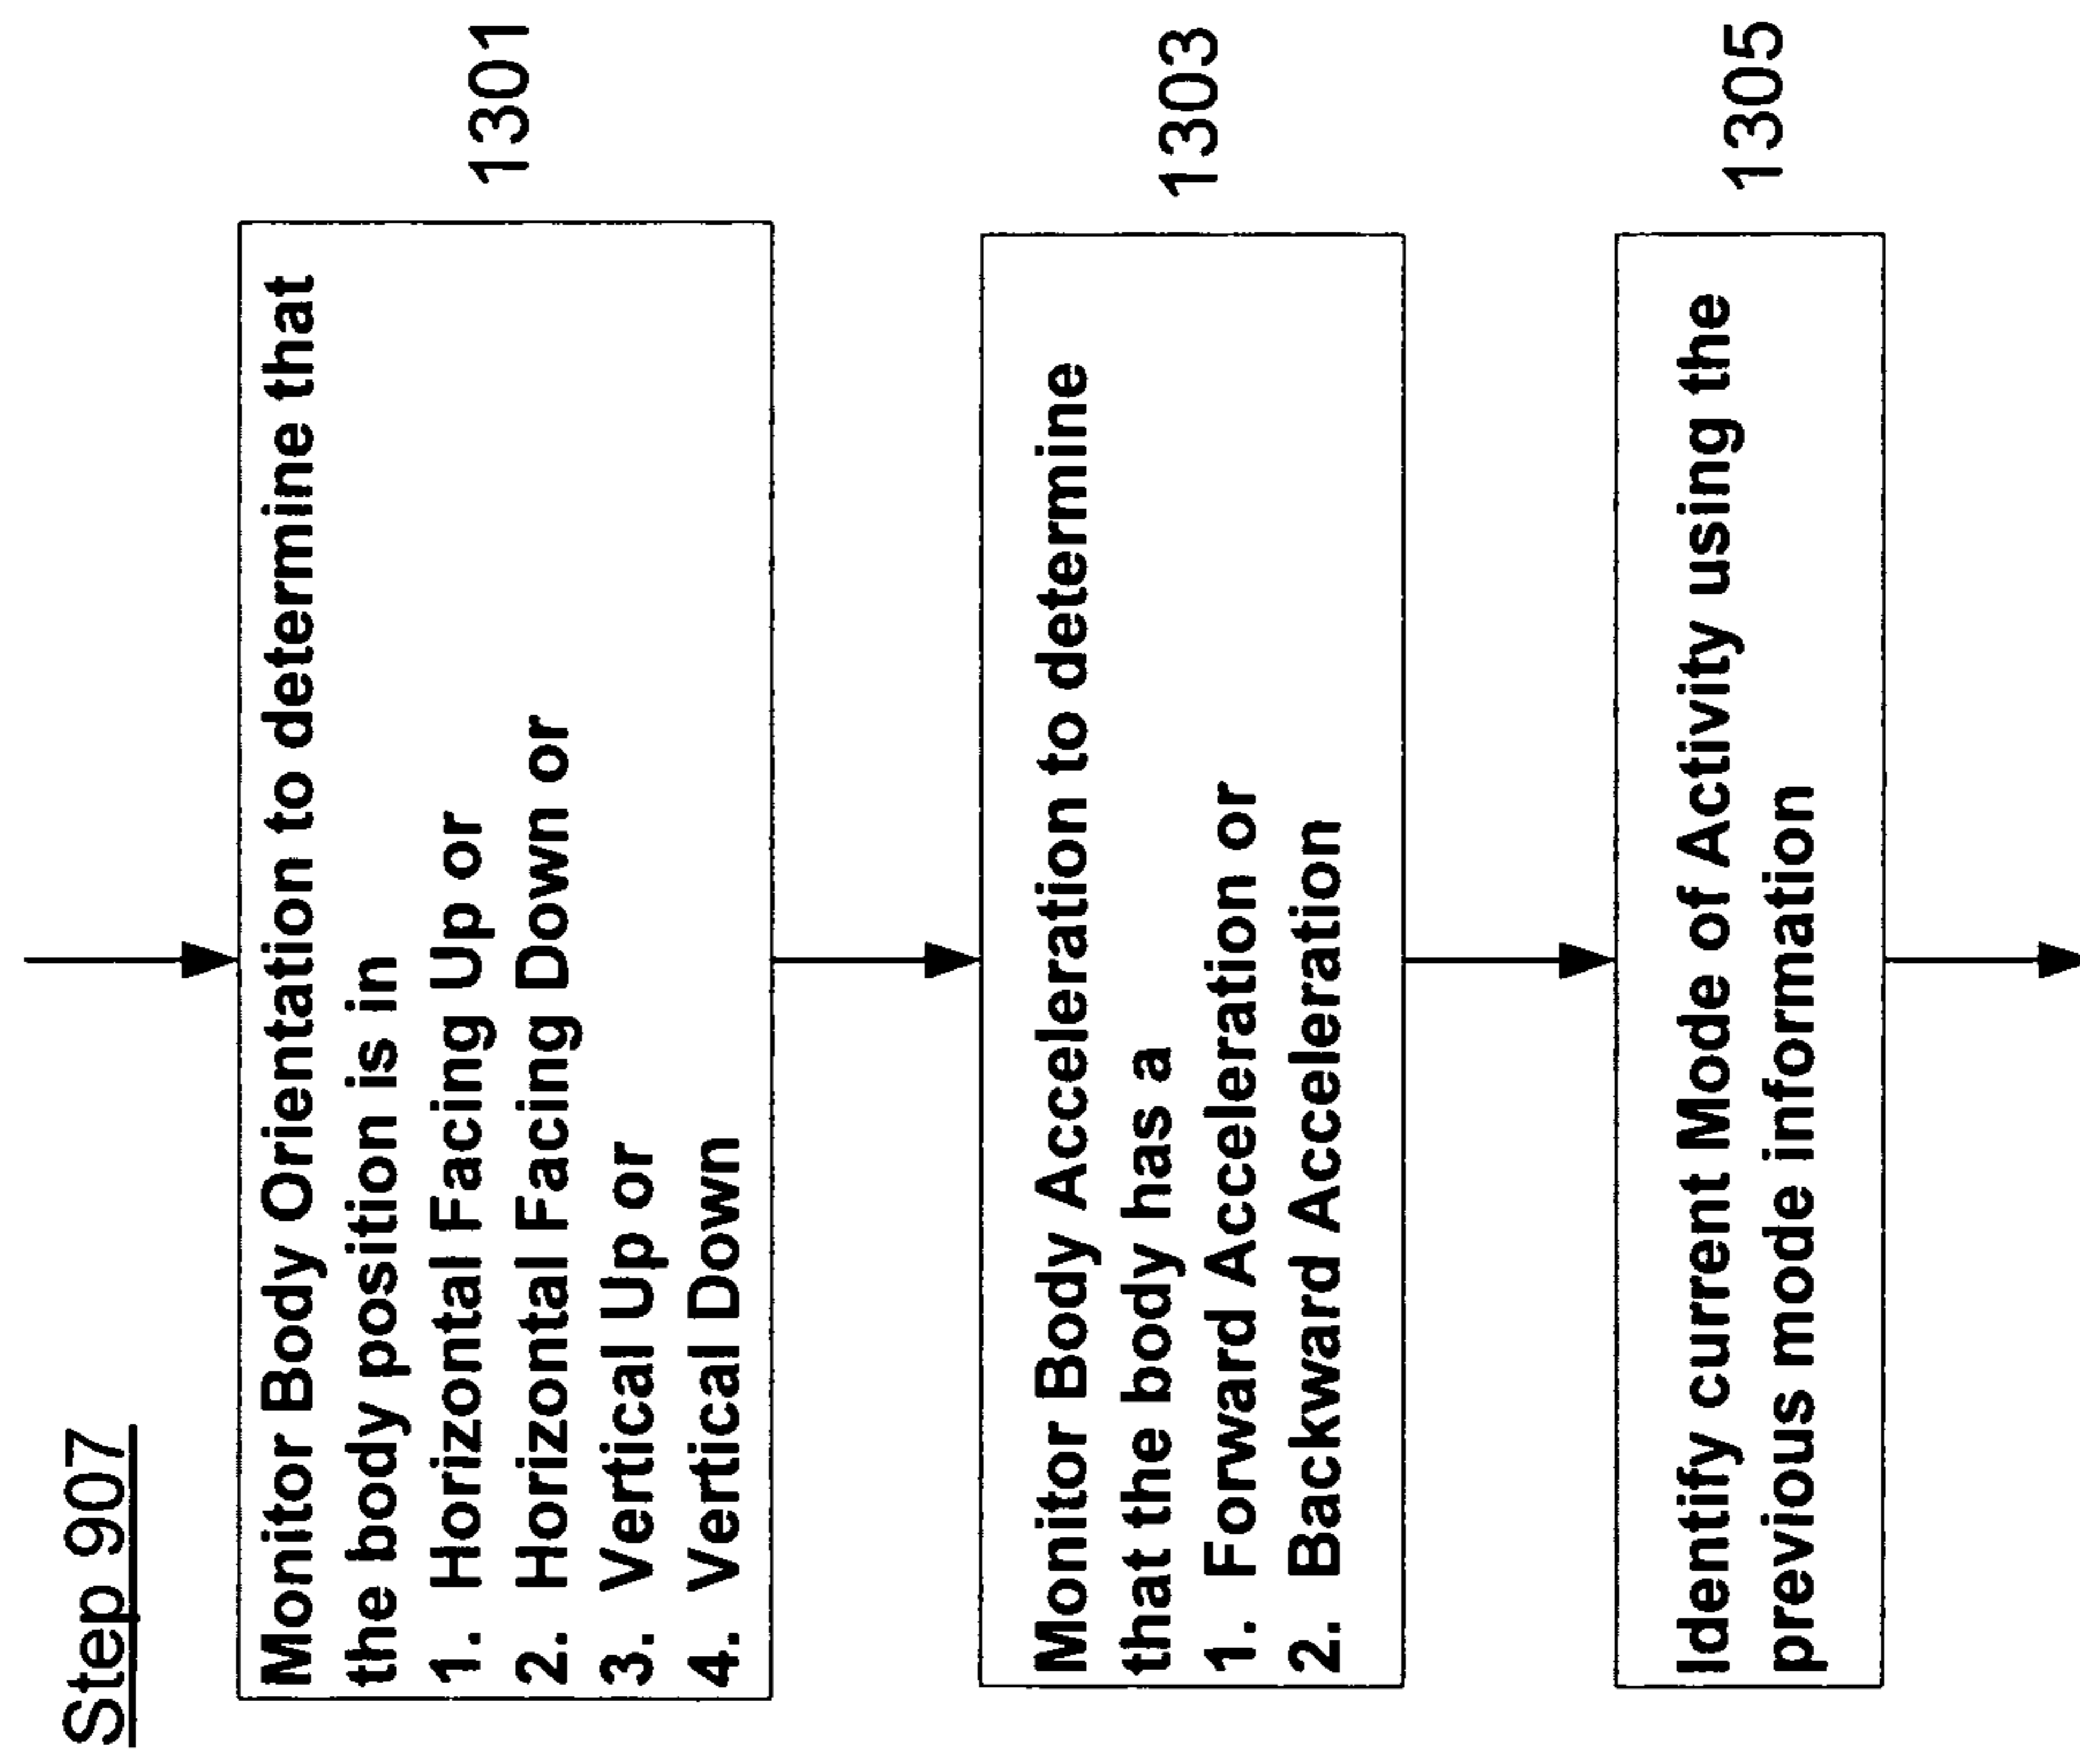 Step 907
Monitor Body Orientation to determine that
the body position is in
1. Horizontal Facing Up or
2. Horizontal Facing Down or
3. Vertical Up or
4. Vertical Down
1301
Monitor Body Acceleration to determine
that the body has a
1. Forward Acceleration or
2. Backward Acceleration
1303
Identify current Mode of Activity using the
previous mode information
1305